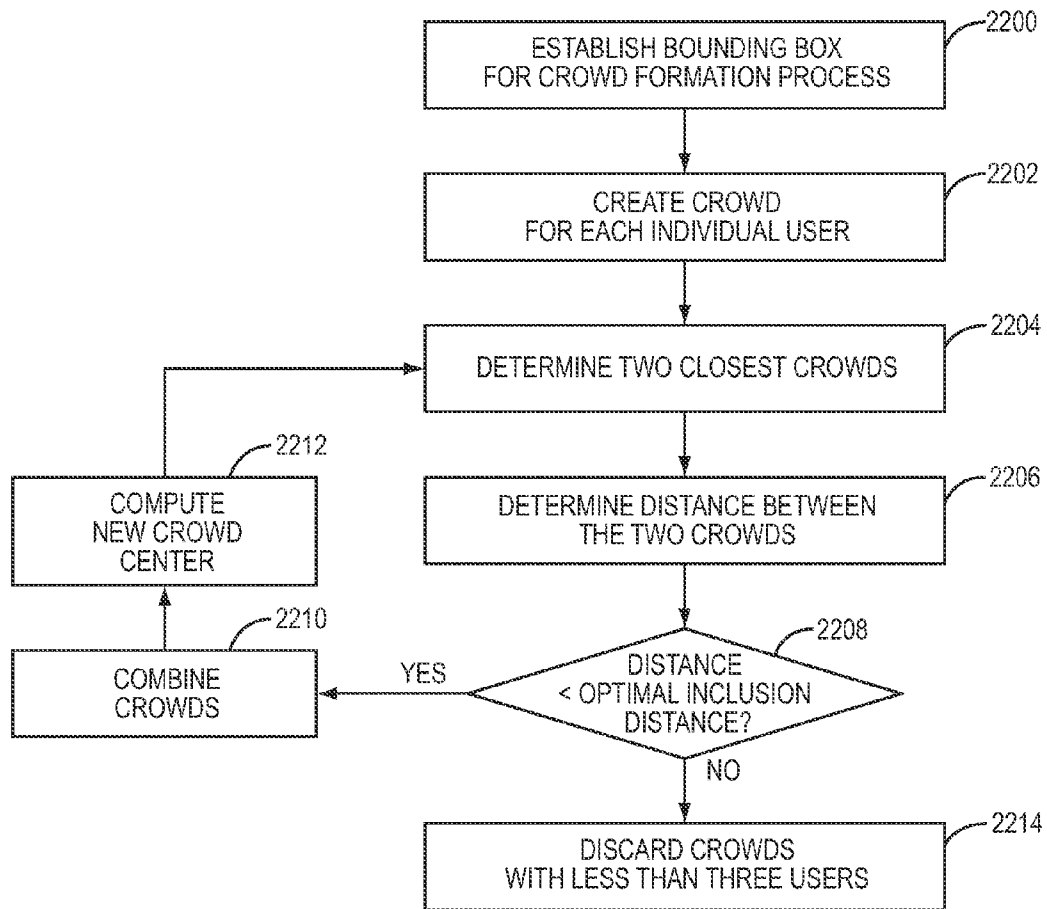 2200
ESTABLISH BOUNDING BOX
FOR CROWD FORMATION PROCESS
2202
CREATE CROWD
FOR EACH INDIVIDUAL USER
2204
DETERMINE TWO CLOSEST CROWDS
2206
DETERMINE DISTANCE BETWEEN
THE TWO CROWDS
2208
DISTANCE
< OPTIMAL INCLUSION
DISTANCE?
YES
2210
COMBINE
CROWDS
2212
COMPUTE
NEW CROWD
CENTER
NO
2214
DISCARD CROWDS
WITH LESS THAN THREE USERS